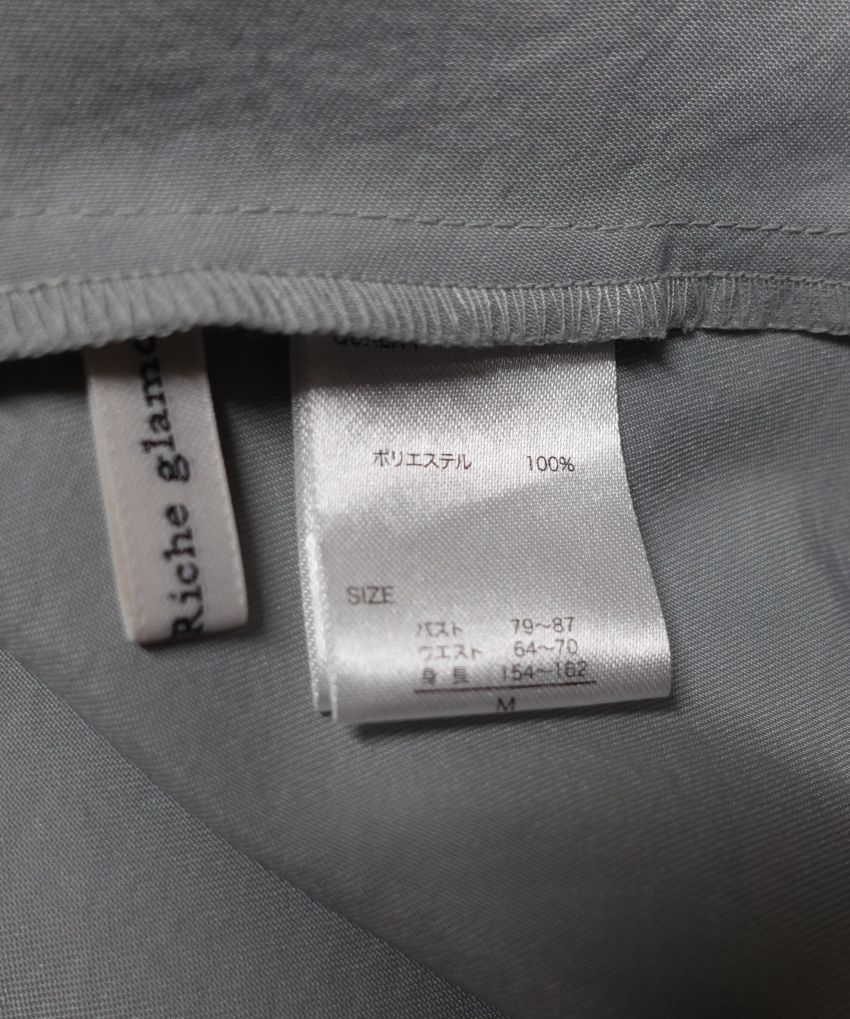 Riche glam
ポリエステル 100%
SIZE
バスト 79～87
ウエスト 64～70
身長 154～162
M